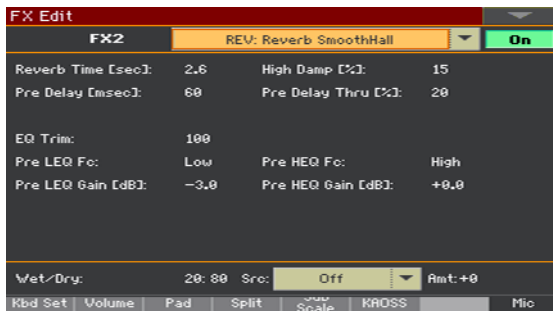 FX Edit
FX2 REV: Reverb SmoothHall On
Reverb Time [sec]: 2.6 High Damp [%]: 15
Pre Delay [msec]: 60 Pre Delay Thru [%]: 20
EQ Trim: 100
Pre LEQ Fc: Low Pre HEQ Fc: High
Pre LEQ Gain [dB]: -3.0 Pre HEQ Gain [dB]: +0.0
Wet/Dry: 20:80 Src: Off Amt:+0
Kbd Set Volume Pad Split Sub Scale KAOSS Mic